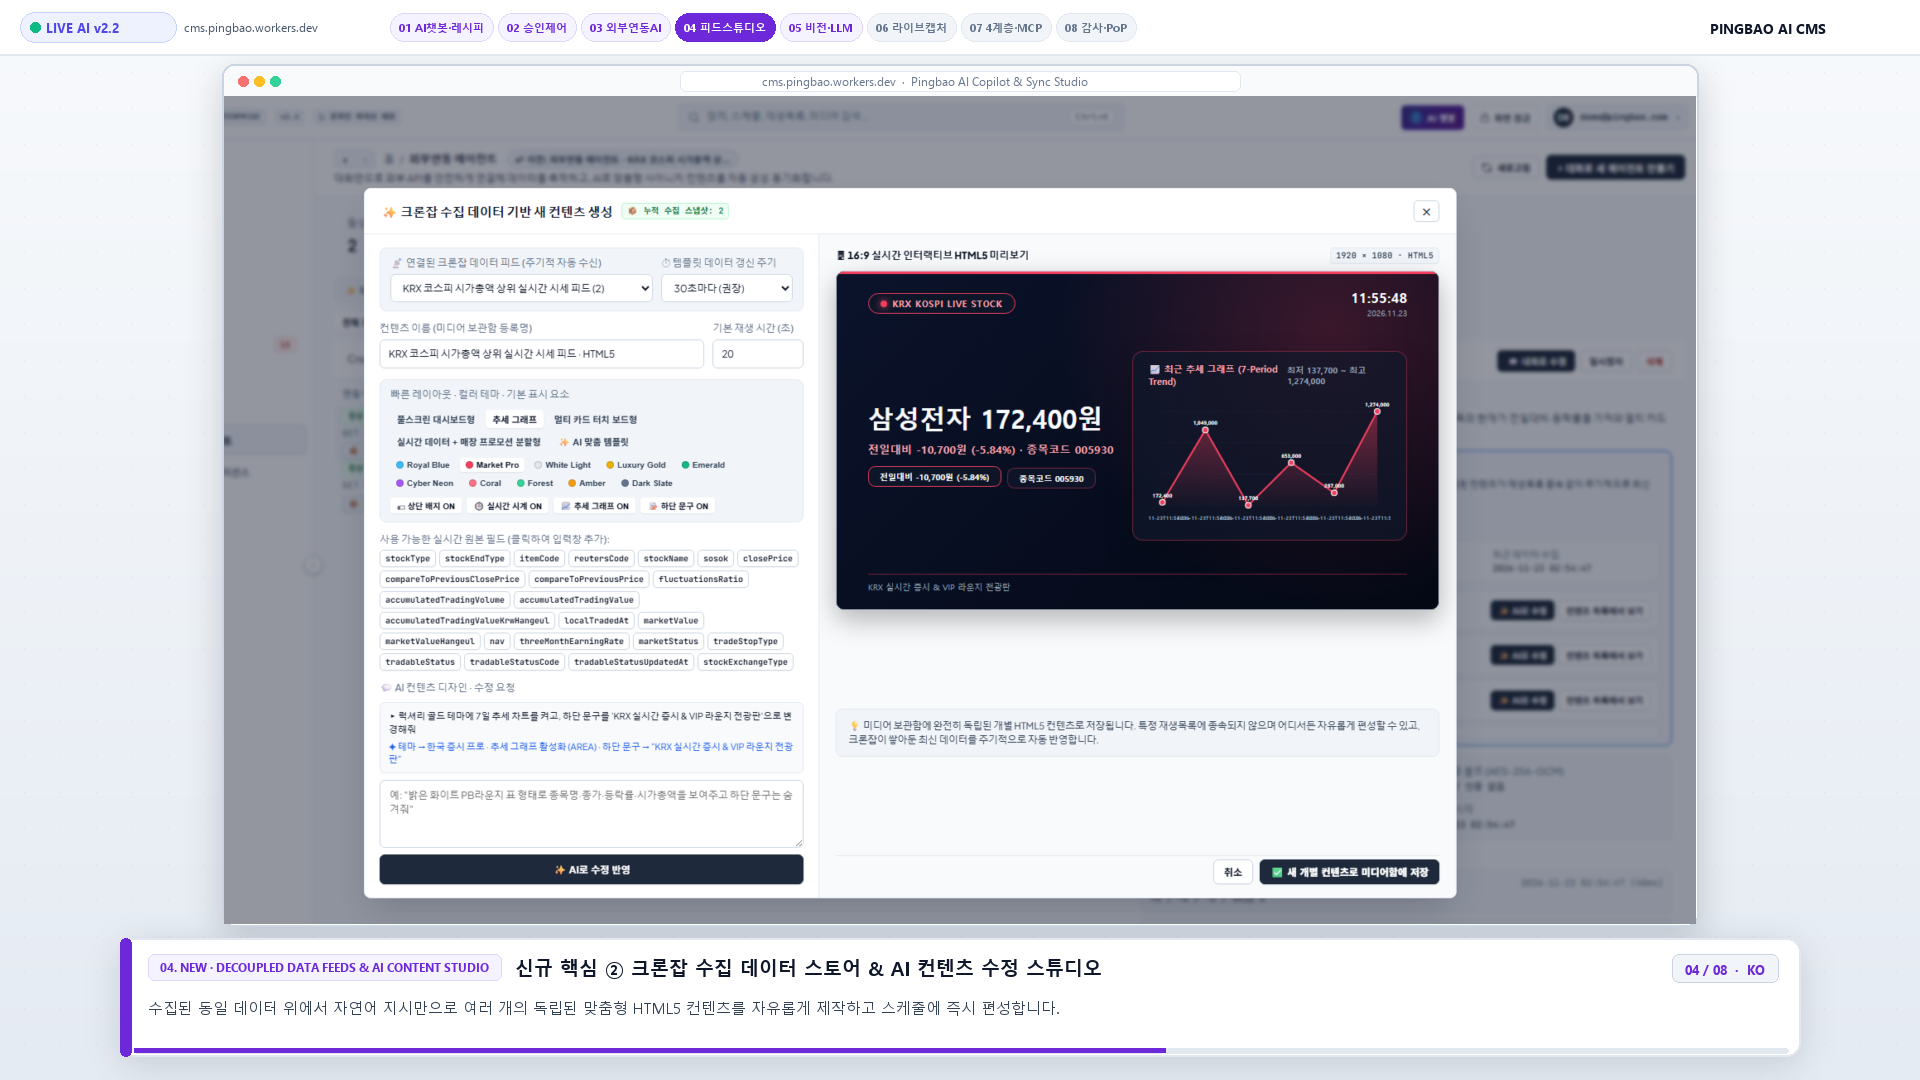 LIVE AI v2.2
cms.pingbao.workers.dev
01 AI챗봇·레시피
02 승인제어
03 외부연동AI
04 피드스튜디오
05 비전·LLM
06 라이브캡처
07 4계층·MCP
08 감사·PoP
PINGBAO AI CMS
cms.pingbao.workers.dev · Pingbao AI Copilot & Sync Studio
✨ 크론잡 수집 데이터 기반 새 컨텐츠 생성
누적 수집 스냅샷: 2
연결된 크론잡 데이터 피드 (주기적 자동 수신)
템플릿 데이터 갱신 주기
KRX 코스피 시가총액 상위 실시간 시세 피드 (2)
30초마다 (권장)
컨텐츠 이름 (미디어 보관함 등록명)
기본 재생 시간 (초)
KRX 코스피 시가총액 상위 실시간 시세 피드 · HTML5
20
빠른 레이아웃 · 컬러 테마 · 기본 표시 요소
풀스크린 대시보드형
추세 그래프
멀티 카드 터치 보드형
실시간 데이터 + 매장 프로모션 분할형
✨ AI 맞춤 템플릿
Royal Blue
Market Pro
White Light
Luxury Gold
Emerald
Cyber Neon
Coral
Forest
Amber
Dark Slate
상단 배지 ON
실시간 시계 ON
추세 그래프 ON
하단 문구 ON
사용 가능한 실시간 원본 필드 (클릭하여 입력창 추가):
stockType
stockEndType
itemCode
reutersCode
stockName
sosok
closePrice
compareToPreviousClosePrice
compareToPreviousPrice
fluctuationsRatio
accumulatedTradingVolume
accumulatedTradingValue
accumulatedTradingValueKrwHangeul
localTradedAt
marketValue
marketValueHangeul
nav
threeMonthEarningRate
marketStatus
tradeStopType
tradableStatus
tradableStatusCode
tradableStatusUpdatedAt
stockExchangeType
AI 컨텐츠 디자인 · 수정 요청
‣ 럭셔리 골드 테마에 7일 추세 차트를 켜고, 하단 문구를 'KRX 실시간 증시 & VIP 라운지 전광판'으로 변
경해줘
✦ 테마 → 한국 증시 프로 · 추세 그래프 활성화 (AREA) · 하단 문구 → "KRX 실시간 증시 & VIP 라운지 전광
판"
예: "밝은 화이트 PB라운지 표 형태로 종목명·종가·등락률·시가총액을 보여주고 하단 문구는 숨
겨줘"
✨ AI로 수정 반영
16:9 실시간 인터랙티브 HTML5 미리보기
1920 × 1080 · HTML5
KRX KOSPI LIVE STOCK
11:55:48
2026.11.23
삼성전자 172,400원
전일대비 -10,700원 (-5.84%) · 종목코드 005930
전일대비 -10,700원 (-5.84%)
종목코드 005930
최근 추세 그래프 (7-Period
Trend)
최저 137,700 ~ 최고
1,274,000
KRX 실시간 증시 & VIP 라운지 전광판
미디어 보관함에 완전히 독립된 개별 HTML5 컨텐츠로 저장됩니다. 특정 재생목록에 종속되지 않으며 어디서든 자유롭게 편성할 수 있고,
크론잡이 쌓아둔 최신 데이터를 주기적으로 자동 반영합니다.
취소
✅ 새 개별 컨텐츠로 미디어함에 저장
04. NEW · DECOUPLED DATA FEEDS & AI CONTENT STUDIO
신규 핵심 ② 크론잡 수집 데이터 스토어 & AI 컨텐츠 수정 스튜디오
04 / 08 · KO
수집된 동일 데이터 위에서 자연어 지시만으로 여러 개의 독립된 맞춤형 HTML5 컨텐츠를 자유롭게 제작하고 스케줄에 즉시 편성합니다.